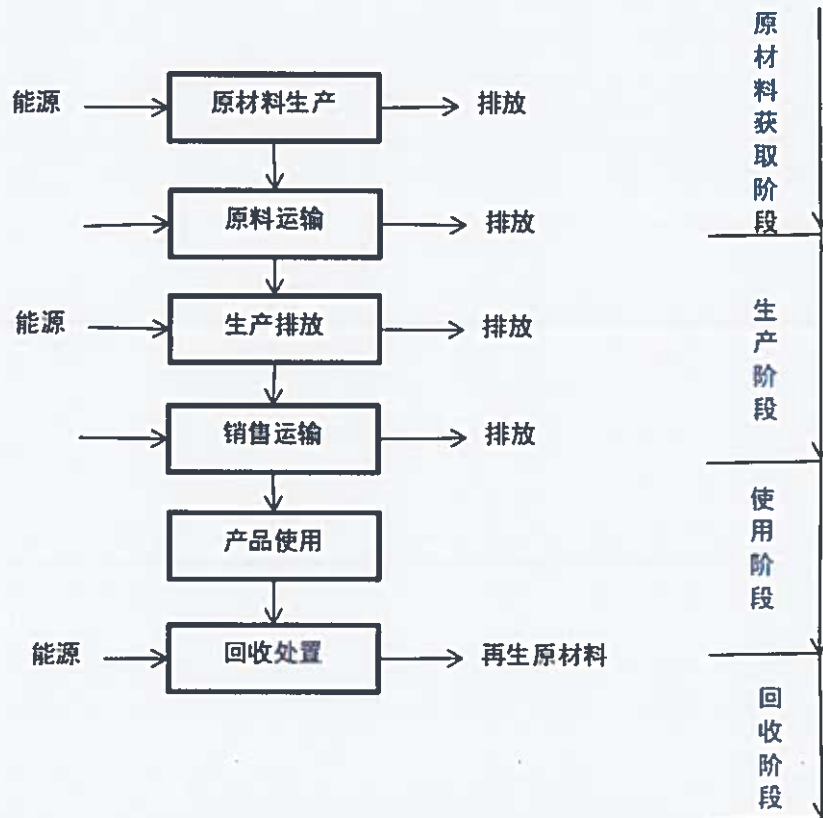 能源 原材料生产 排放
原料运输 排放
能源 生产排放 排放
销售运输 排放
产品使用
能源 回收处置 再生原材料
原材料获取阶段
生产阶段
使用阶段
回收阶段